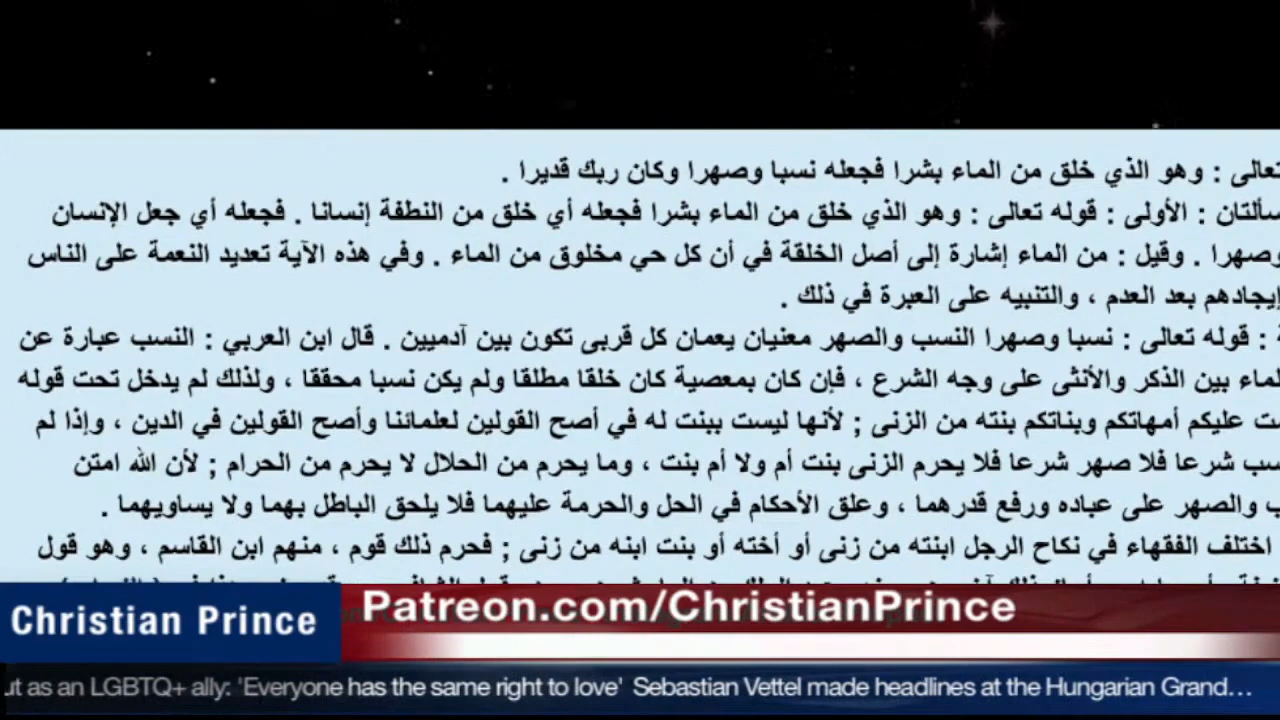 تعالى : وهو الذي خلق من الماء بشرا فجعله نسبا وصهرا وكان ربك قديرا .
سألتان : الأولى : قوله تعالى : وهو الذي خلق من الماء بشرا فجعله أي خلق من النطفة إنسانا . فجعله أي جعل الإنسان
وصهرا . وقيل : من الماء إشارة إلى أصل الخلقة في أن كل حي مخلوق من الماء . وفي هذه الآية تعديد النعمة على الناس
إيجادهم بعد العدم ، والتنبيه على العبرة في ذلك .
: قوله تعالى : نسبا وصهرا النسب والصهر معنيان يعمان كل قربى تكون بين آدميين . قال ابن العربي : النسب عبارة عن
لماء بين الذكر والأنثى على وجه الشرع ، فإن كان بمعصية كان خلقا مطلقا ولم يكن نسبا محققا ، ولذلك لم يدخل تحت قوله
ت عليكم أمهاتكم وبناتكم بنته من الزنى ; لأنها ليست ببنت له في أصح القولين لعلمائنا وأصح القولين في الدين ، وإذا لم
سب شرعا فلا صهر شرعا فلا يحرم الزنى بنت أم ولا أم بنت ، وما يحرم من الحلال لا يحرم من الحرام ; لأن الله امتن
ب والصهر على عباده ورفع قدرهما ، وعلق الأحكام في الحل والحرمة عليهما فلا يلحق الباطل بهما ولا يساويهما .
اختلف الفقهاء في نكاح الرجل ابنته من زنى أو أخته أو بنت ابنه من زنى ; فحرم ذلك قوم ، منهم ابن القاسم ، وهو قول
Christian Prince
Patreon.com/ChristianPrince
ut as an LGBTQ+ ally: 'Everyone has the same right to love' Sebastian Vettel made headlines at the Hungarian Grand...